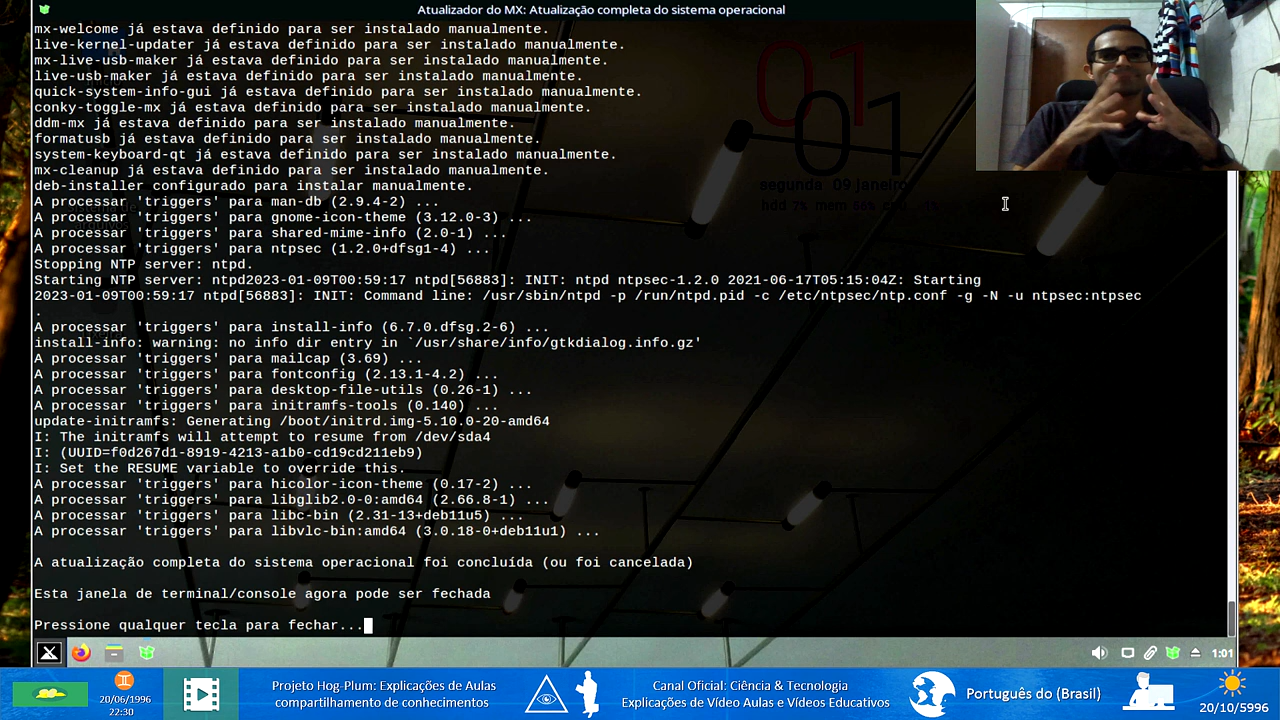 Atualizador do MX: Atualização completa do sistema operacional
mx-welcome já estava definido para ser instalado manualmente.
live-kernel-updater já estava definido para ser instalado manualmente.
mx-live-usb-maker já estava definido para ser instalado manualmente.
live-usb-maker já estava definido para ser instalado manualmente.
quick-system-info-gui já estava definido para ser instalado manualmente.
conky-toggle-mx já estava definido para ser instalado manualmente.
ddm-mx já estava definido para ser instalado manualmente.
formatusb já estava definido para ser instalado manualmente.
system-keyboard-qt já estava definido para ser instalado manualmente.
mx-cleanup já estava definido para ser instalado manualmente.
deb-installer configurado para instalar manualmente.
A processar 'triggers' para man-db (2.9.4-2) ...
A processar 'triggers' para gnome-icon-theme (3.12.0-3) ...
A processar 'triggers' para shared-mime-info (2.0-1) ...
A processar 'triggers' para ntpsec (1.2.0+dfsg1-4) ...
Stopping NTP server: ntpd.
Starting NTP server: ntpd2023-01-09T00:59:17 ntpd[56883]: INIT: ntpd ntpsec-1.2.0 2021-06-17T05:15:04Z: Starting
2023-01-09T00:59:17 ntpd[56883]: INIT: Command line: /usr/sbin/ntpd -p /run/ntpd.pid -c /etc/ntpsec/ntp.conf -g -N -u ntpsec:ntpsec
.
A processar 'triggers' para install-info (6.7.0.dfsg.2-6) ...
install-info: warning: no info dir entry in `/usr/share/info/gtkdialog.info.gz'
A processar 'triggers' para mailcap (3.69) ...
A processar 'triggers' para fontconfig (2.13.1-4.2) ...
A processar 'triggers' para desktop-file-utils (0.26-1) ...
A processar 'triggers' para initramfs-tools (0.140) ...
update-initramfs: Generating /boot/initrd.img-5.10.0-20-amd64
I: The initramfs will attempt to resume from /dev/sda4
I: (UUID=f0d267d1-8919-4213-a1b0-cd19cd211eb9)
I: Set the RESUME variable to override this.
A processar 'triggers' para hicolor-icon-theme (0.17-2) ...
A processar 'triggers' para libglib2.0-0:amd64 (2.66.8-1) ...
A processar 'triggers' para libc-bin (2.31-13+deb11u5) ...
A processar 'triggers' para libvlc-bin:amd64 (3.0.18-0+deb11u1) ...
A atualização completa do sistema operacional foi concluída (ou foi cancelada)
Esta janela de terminal/console agora pode ser fechada
Pressione qualquer tecla para fechar...
01
01
segunda 09 janeiro
hdd 7% mem 66%
1:01
20/06/1996
22:30
Projeto Hog-Plum: Explicações de Aulas
compartilhamento de conhecimentos
Canal Oficial: Ciência & Tecnologia
Explicações de Vídeo Aulas e Vídeos Educativos
Português do (Brasil)
20/10/5996